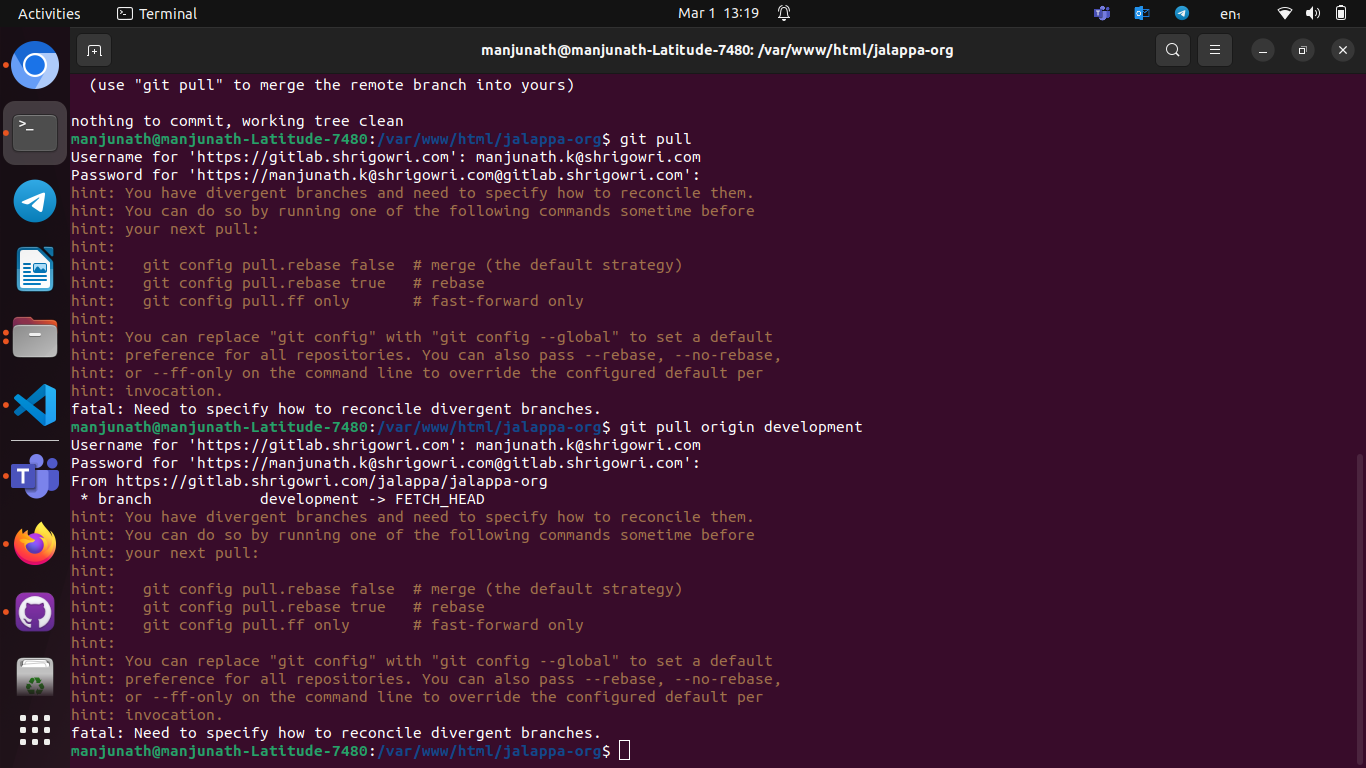 Activities
Terminal
Mar 1 13:19
en₁
manjunath@manjunath-Latitude-7480: /var/www/html/jalappa-org
  (use "git pull" to merge the remote branch into yours)
nothing to commit, working tree clean
manjunath@manjunath-Latitude-7480:/var/www/html/jalappa-org$ git pull
Username for 'https://gitlab.shrigowri.com': manjunath.k@shrigowri.com
Password for 'https://manjunath.k@shrigowri.com@gitlab.shrigowri.com':
hint: You have divergent branches and need to specify how to reconcile them.
hint: You can do so by running one of the following commands sometime before
hint: your next pull:
hint:
hint:   git config pull.rebase false  # merge (the default strategy)
hint:   git config pull.rebase true   # rebase
hint:   git config pull.ff only       # fast-forward only
hint:
hint: You can replace "git config" with "git config --global" to set a default
hint: preference for all repositories. You can also pass --rebase, --no-rebase,
hint: or --ff-only on the command line to override the configured default per
hint: invocation.
fatal: Need to specify how to reconcile divergent branches.
manjunath@manjunath-Latitude-7480:/var/www/html/jalappa-org$ git pull origin development
Username for 'https://gitlab.shrigowri.com': manjunath.k@shrigowri.com
Password for 'https://manjunath.k@shrigowri.com@gitlab.shrigowri.com':
From https://gitlab.shrigowri.com/jalappa/jalappa-org
 * branch            development -> FETCH_HEAD
hint: You have divergent branches and need to specify how to reconcile them.
hint: You can do so by running one of the following commands sometime before
hint: your next pull:
hint:
hint:   git config pull.rebase false  # merge (the default strategy)
hint:   git config pull.rebase true   # rebase
hint:   git config pull.ff only       # fast-forward only
hint:
hint: You can replace "git config" with "git config --global" to set a default
hint: preference for all repositories. You can also pass --rebase, --no-rebase,
hint: or --ff-only on the command line to override the configured default per
hint: invocation.
fatal: Need to specify how to reconcile divergent branches.
manjunath@manjunath-Latitude-7480:/var/www/html/jalappa-org$